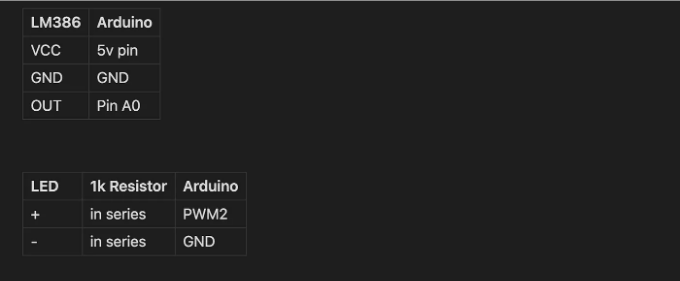 LM386 Arduino
VCC 5v pin
GND GND
OUT Pin A0
LED 1k Resistor Arduino
+ in series PWM2
- in series GND